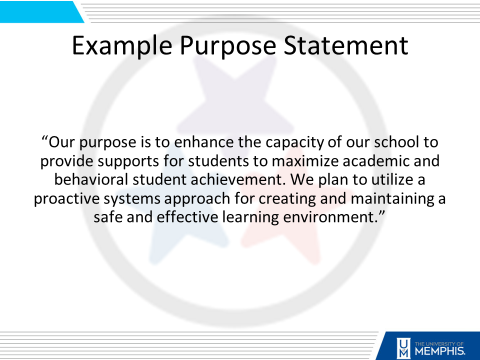 Example Purpose Statement
“Our purpose is to enhance the capacity of our school to
provide supports for students to maximize academic and
behavioral student achievement. We plan to utilize a
proactive systems approach for creating and maintaining a
safe and effective learning environment.”
UM
THE UNIVERSITY OF
MEMPHIS.